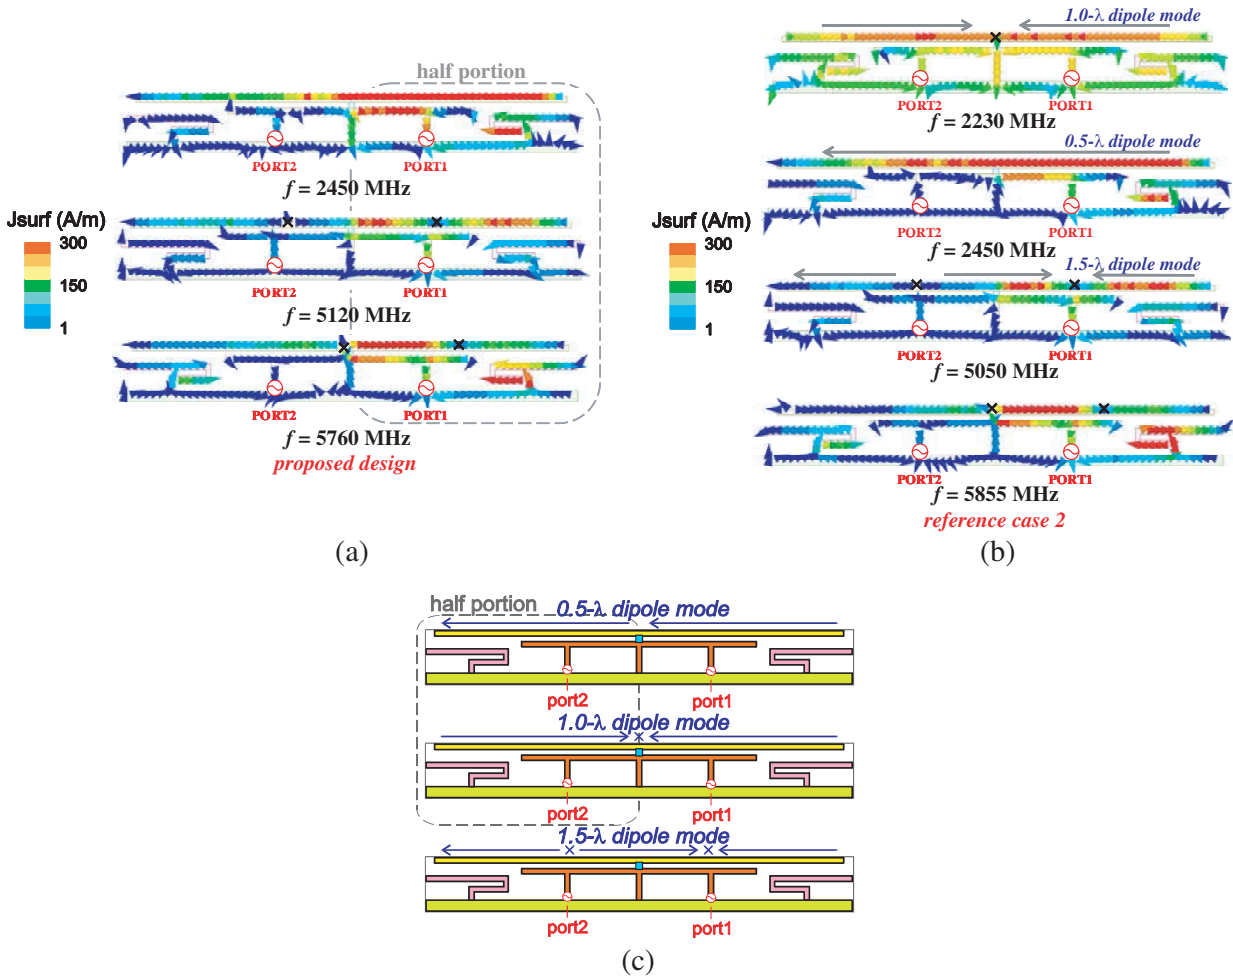 half portion
PORT2
PORT1
f = 2450 MHz
Jsurf (A/m)
300
150
1
PORT2
PORT1
f = 5120 MHz
PORT2
PORT1
f = 5760 MHz
proposed design
(a)
1.0-λ dipole mode
PORT2
PORT1
f = 2230 MHz
0.5-λ dipole mode
PORT2
PORT1
f = 2450 MHz
Jsurf (A/m)
300
150
1
1.5-λ dipole mode
PORT2
PORT1
f = 5050 MHz
PORT2
PORT1
f = 5855 MHz
reference case 2
(b)
half portion
0.5-λ dipole mode
port2
port1
1.0-λ dipole mode
port2
port1
1.5-λ dipole mode
port2
port1
(c)